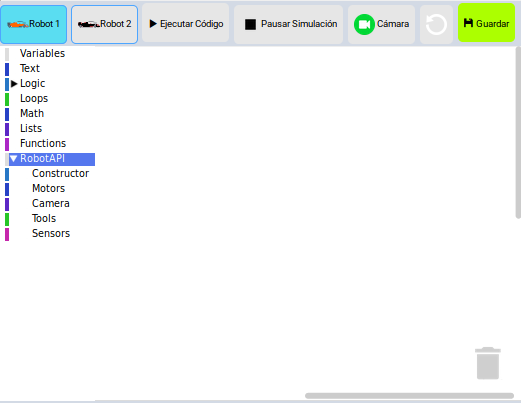 Robot 1 Robot 2 Ejecutar Código Pausar Simulación Cámara Guardar
Variables
Text
Logic
Loops
Math
Lists
Functions
RobotAPI
Constructor
Motors
Camera
Tools
Sensors